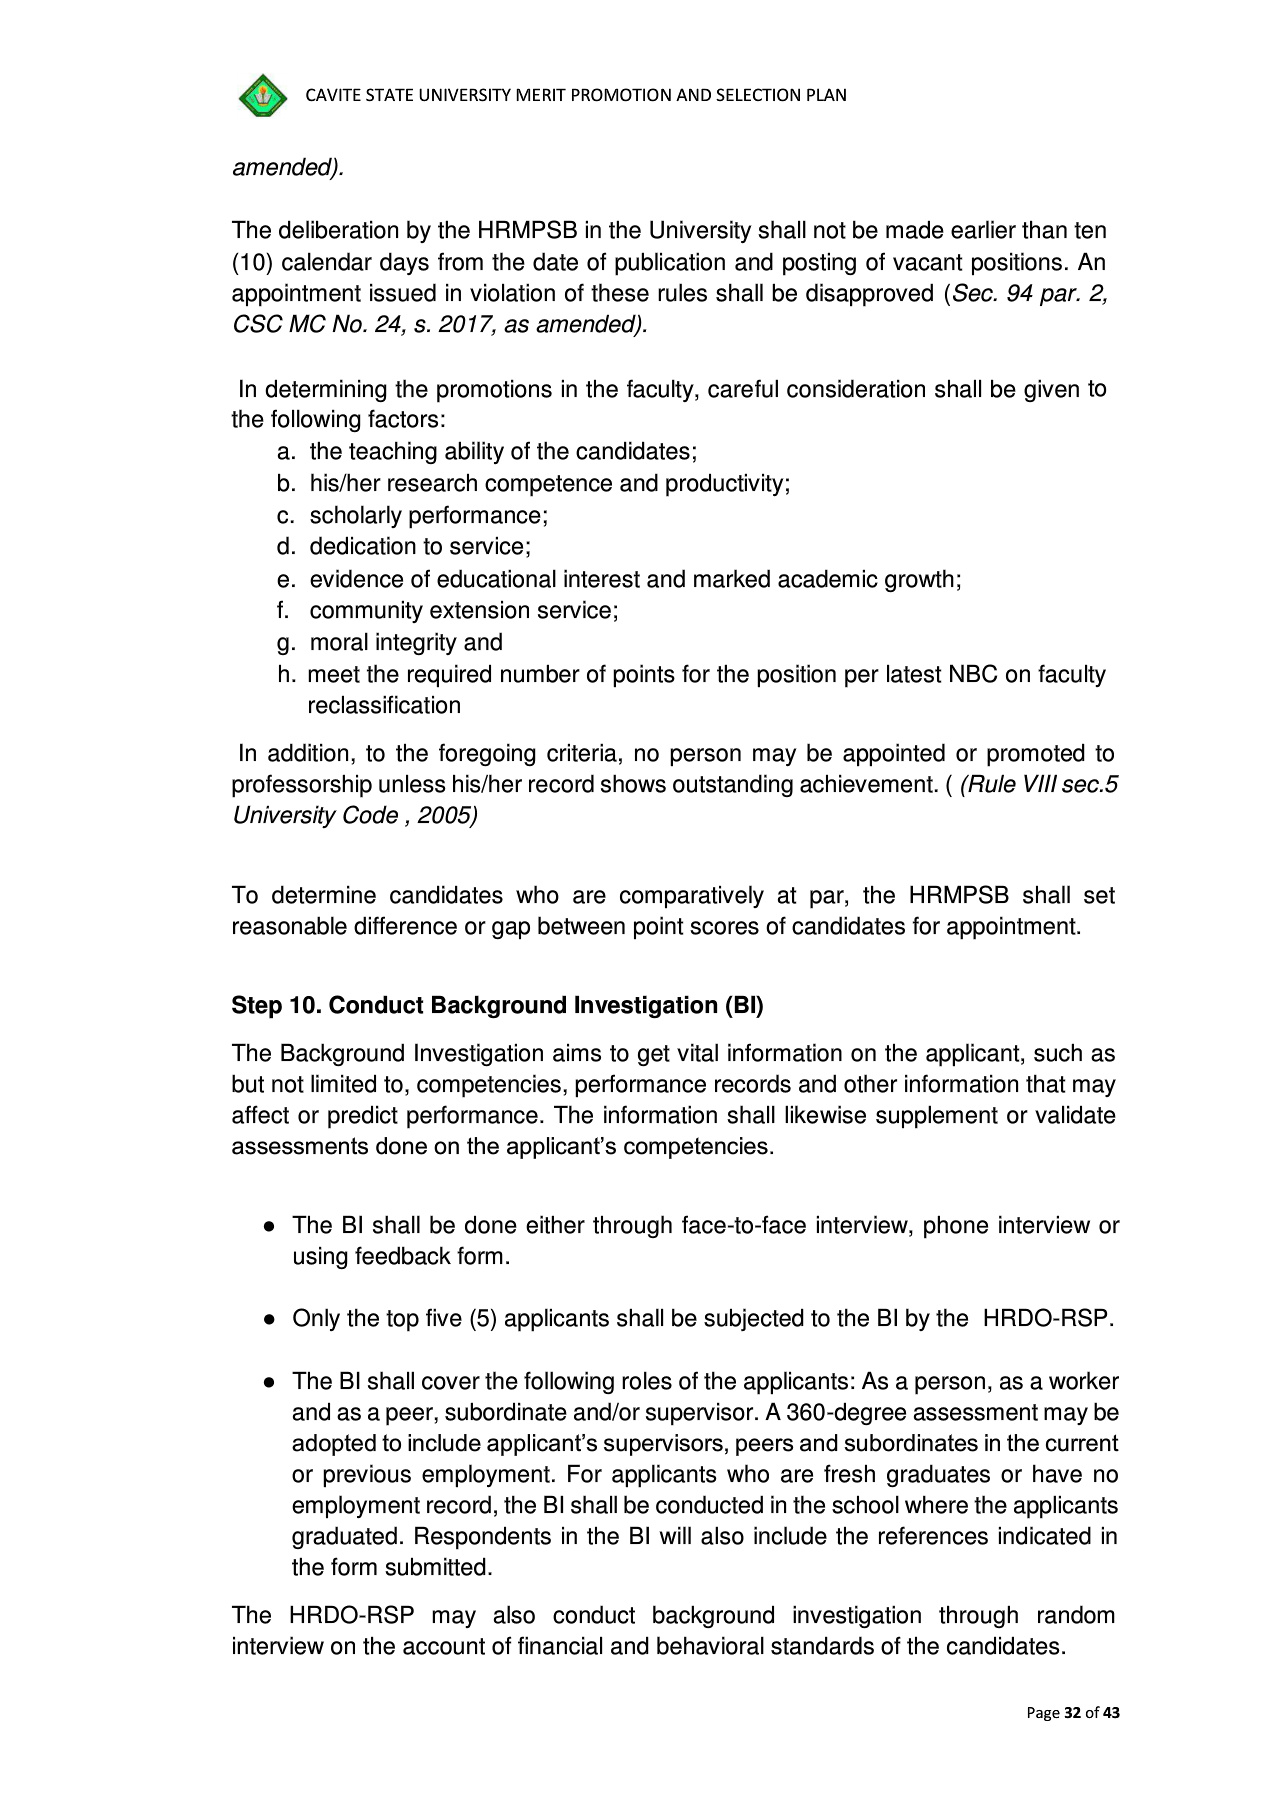 CAVITE STATE UNIVERSITY MERIT PROMOTION AND SELECTION PLAN
amended).
The deliberation by the HRMPSB in the University shall not be made earlier than ten
(10) calendar days from the date of publication and posting of vacant positions. An
appointment issued in violation of these rules shall be disapproved (Sec. 94 par. 2,
CSC MC No. 24, s. 2017, as amended).
In determining the promotions in the faculty, careful consideration shall be given to
the following factors:
a. the teaching ability of the candidates;
b. his/her research competence and productivity;
c. scholarly performance;
d. dedication to service;
e. evidence of educational interest and marked academic growth;
f. community extension service;
g. moral integrity and
h. meet the required number of points for the position per latest NBC on faculty
reclassification
In addition, to the foregoing criteria, no person may be appointed or promoted to
professorship unless his/her record shows outstanding achievement. ( (Rule VIII sec.5
University Code , 2005)
To determine candidates who are comparatively at par, the HRMPSB shall set
reasonable difference or gap between point scores of candidates for appointment.
Step 10. Conduct Background Investigation (BI)
The Background Investigation aims to get vital information on the applicant, such as
but not limited to, competencies, performance records and other information that may
affect or predict performance. The information shall likewise supplement or validate
assessments done on the applicant’s competencies.
● The BI shall be done either through face-to-face interview, phone interview or
using feedback form.
● Only the top five (5) applicants shall be subjected to the BI by the HRDO-RSP.
● The BI shall cover the following roles of the applicants: As a person, as a worker
and as a peer, subordinate and/or supervisor. A 360-degree assessment may be
adopted to include applicant’s supervisors, peers and subordinates in the current
or previous employment. For applicants who are fresh graduates or have no
employment record, the BI shall be conducted in the school where the applicants
graduated. Respondents in the BI will also include the references indicated in
the form submitted.
The HRDO-RSP may also conduct background investigation through random
interview on the account of financial and behavioral standards of the candidates.
Page 32 of 43